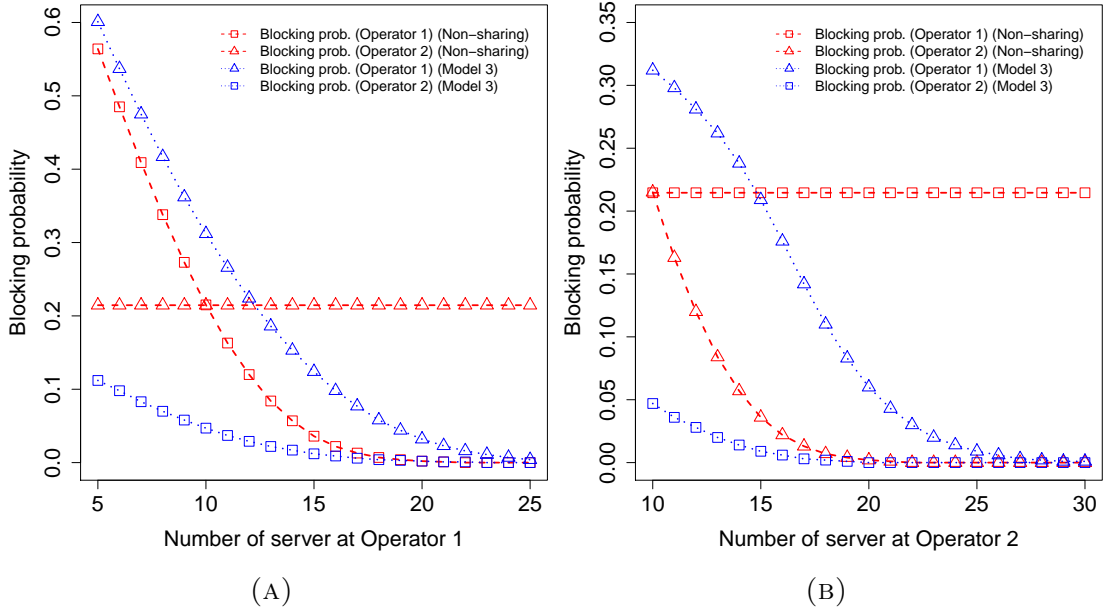 Blocking prob. (Operator 1) (Non−sharing)
Blocking prob. (Operator 2) (Non−sharing)
Blocking prob. (Operator 1) (Model 3)
Blocking prob. (Operator 2) (Model 3)
Blocking probability
0.0 0.1 0.2 0.3 0.4 0.5 0.6
5 10 15 20 25
Number of server at Operator 1
(A)
Blocking prob. (Operator 1) (Non−sharing)
Blocking prob. (Operator 2) (Non−sharing)
Blocking prob. (Operator 1) (Model 3)
Blocking prob. (Operator 2) (Model 3)
Blocking probability
0.00 0.05 0.10 0.15 0.20 0.25 0.30 0.35
10 15 20 25 30
Number of server at Operator 2
(B)